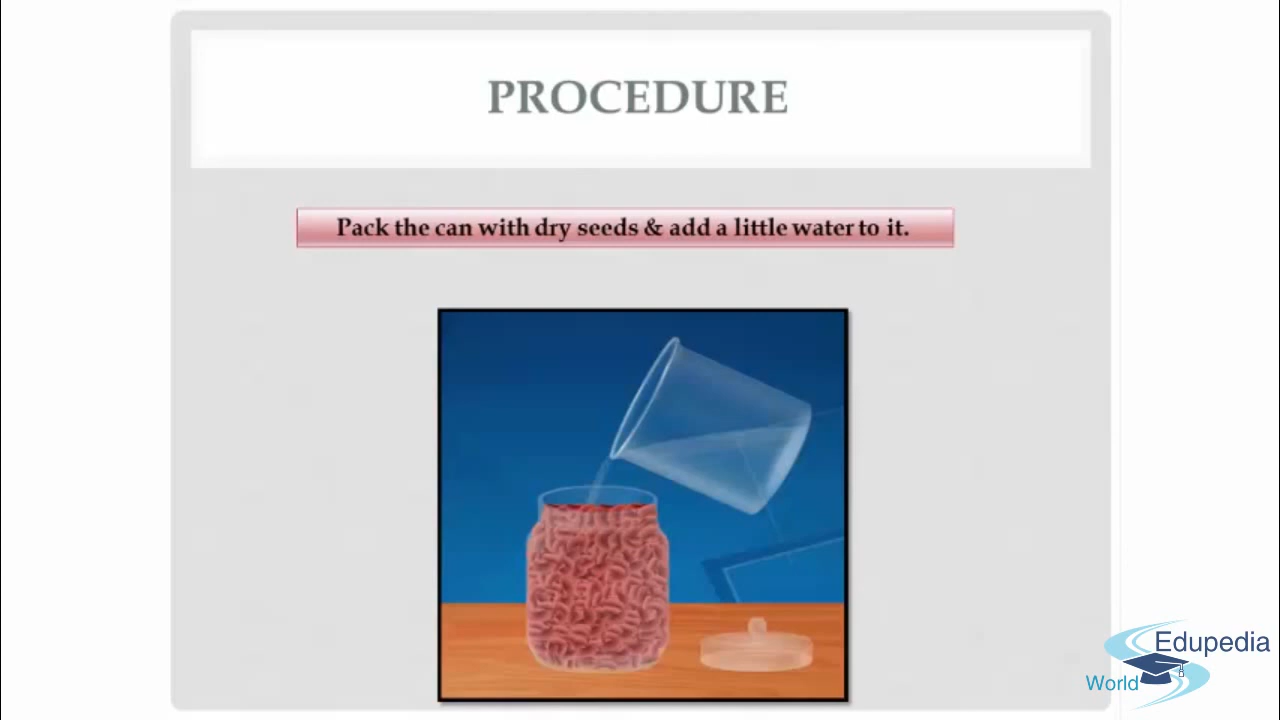 PROCEDURE
Pack the can with dry seeds & add a little water to it.
Edupedia
World